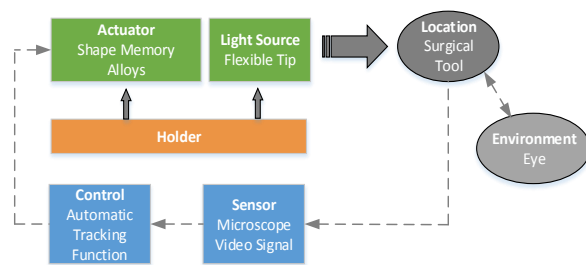 Actuator
Shape Memory
Alloys
Light Source
Flexible Tip
Location
Surgical
Tool
Holder
Environment
Eye
Control
Automatic
Tracking
Function
Sensor
Microscope
Video Signal